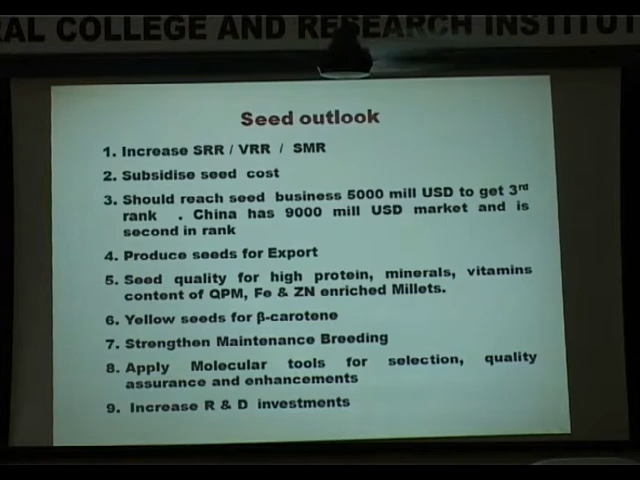 RAL COLLEGE AND RESEARCH INSTITUT
Seed outlook
1. Increase SRR / VRR / SMR
2. Subsidise seed cost
3. Should reach seed business 5000 mill USD to get 3rd
rank . China has 9000 mill USD market and is
second in rank
4. Produce seeds for Export
5. Seed quality for high protein, minerals, vitamins
content of QPM, Fe & ZN enriched Millets.
6. Yellow seeds for β-carotene
7. Strengthen Maintenance Breeding
8. Apply Molecular tools for selection, quality
assurance and enhancements
9. Increase R & D investments